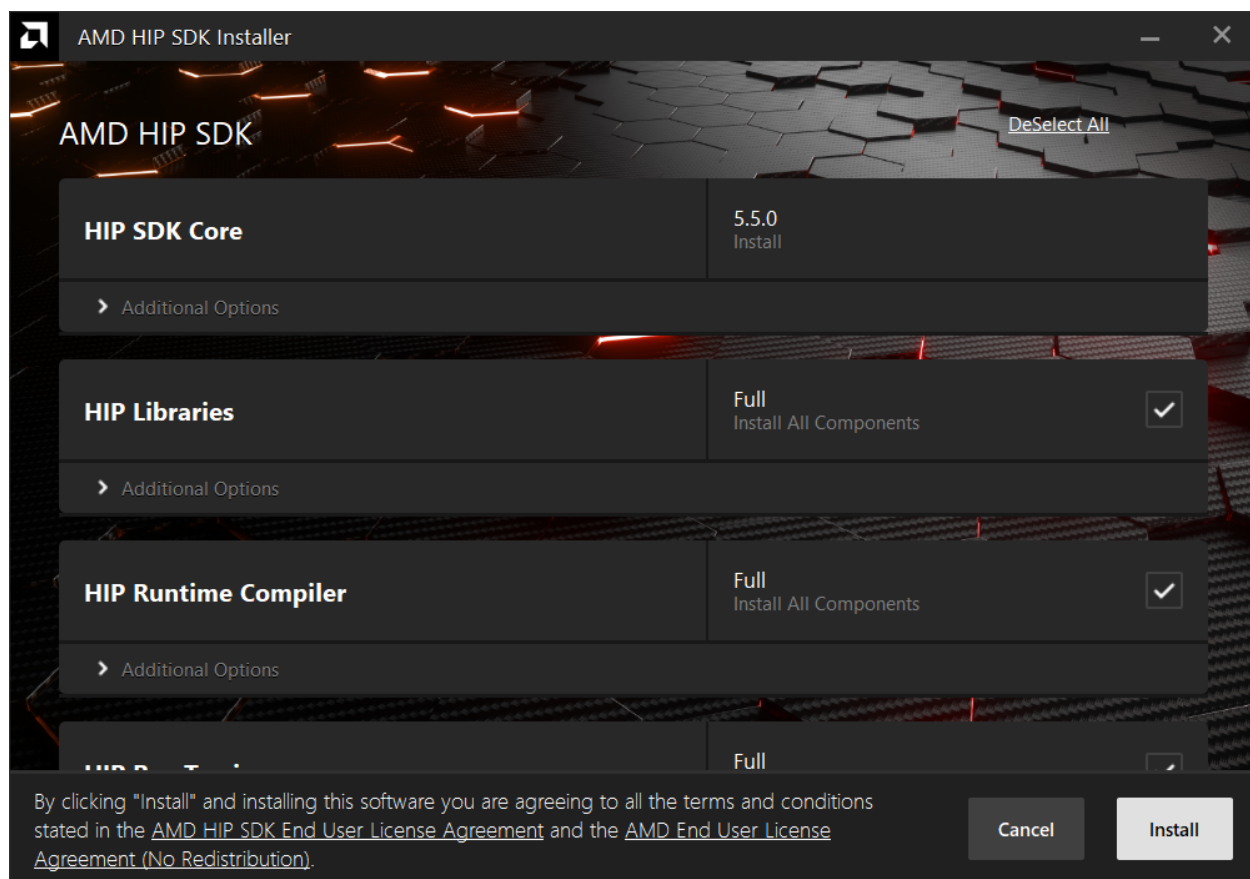 AMD HIP SDK Installer
AMD HIP SDK
DeSelect All
HIP SDK Core
5.5.0
Install
Additional Options
HIP Libraries
Full
Install All Components
Additional Options
HIP Runtime Compiler
Full
Install All Components
Additional Options
HIP
Full
By clicking "Install" and installing this software you are agreeing to all the terms and conditions
stated in the AMD HIP SDK End User License Agreement and the AMD End User License
Agreement (No Redistribution).
Cancel
Install